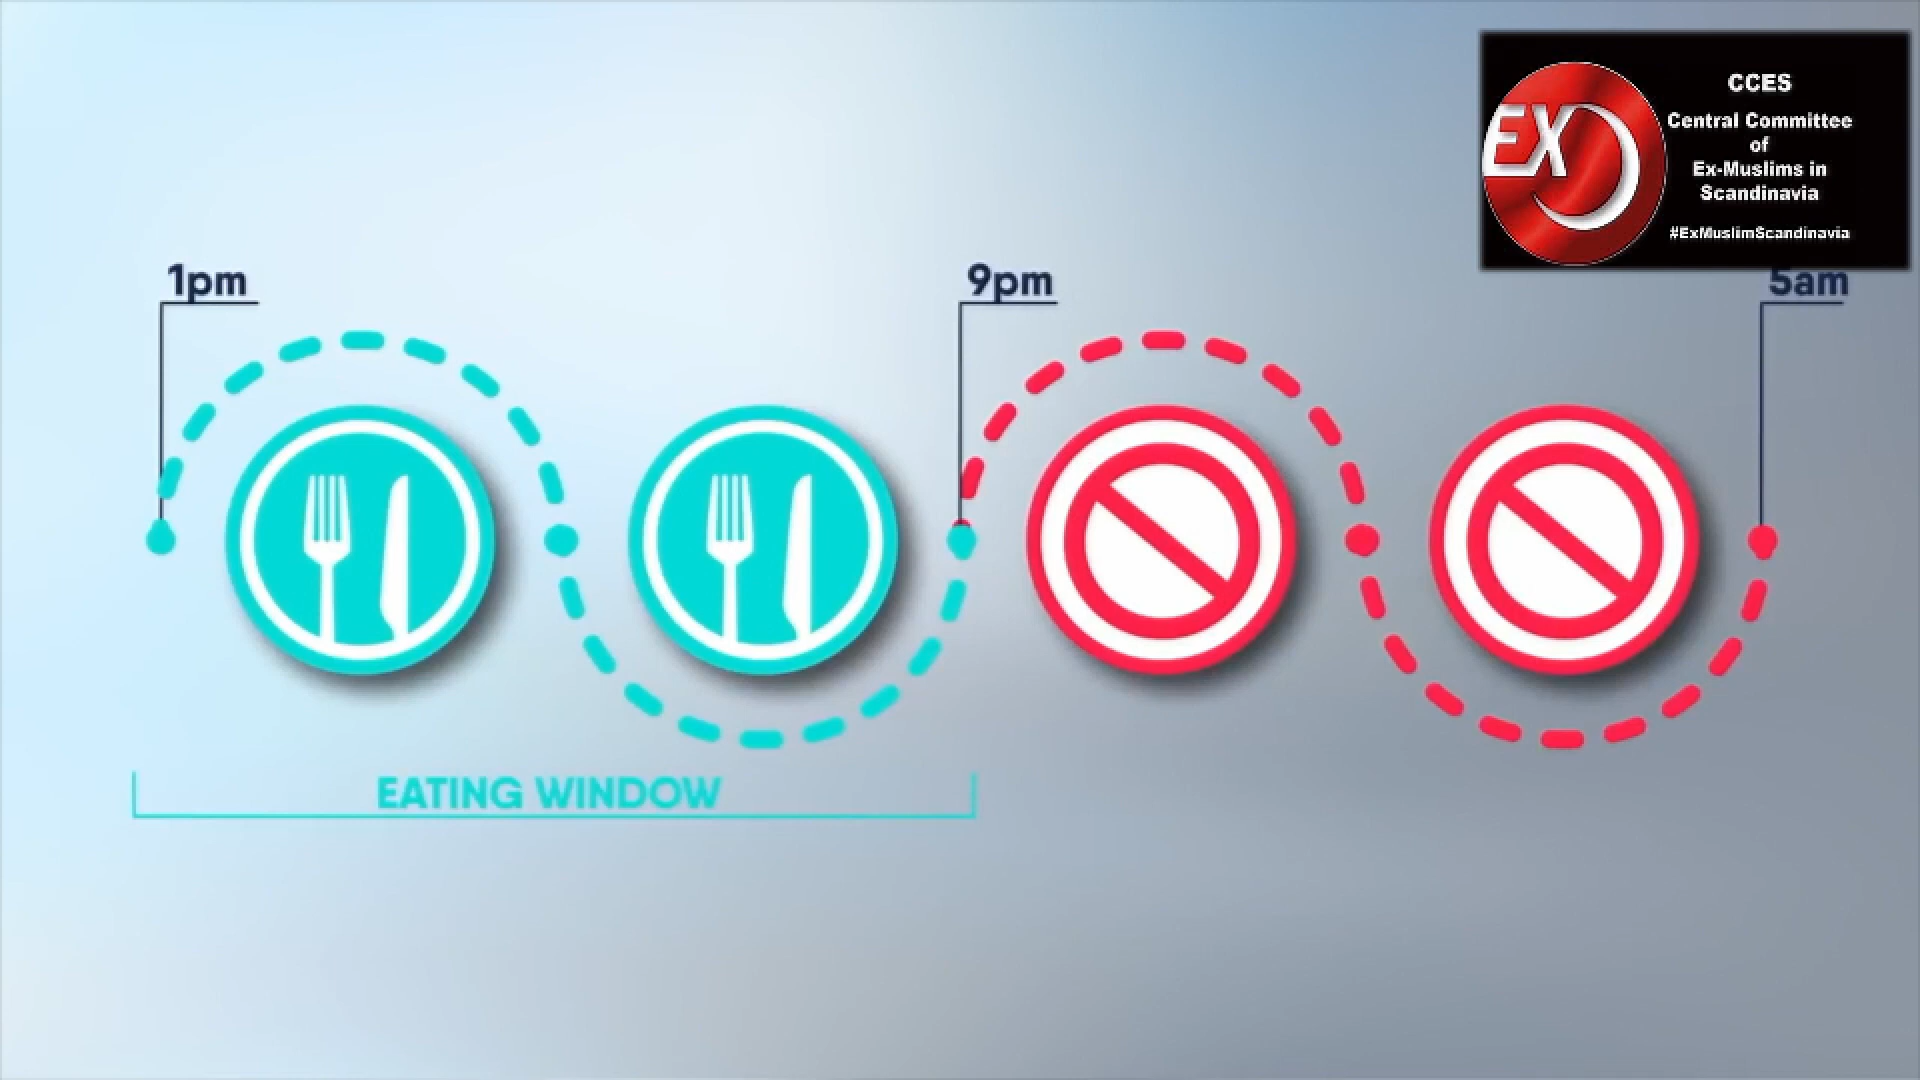 CCES
Central Committee
of
Ex-Muslims in
Scandinavia
#ExMuslimScandinavia
EX
1pm
9pm
5am
EATING WINDOW